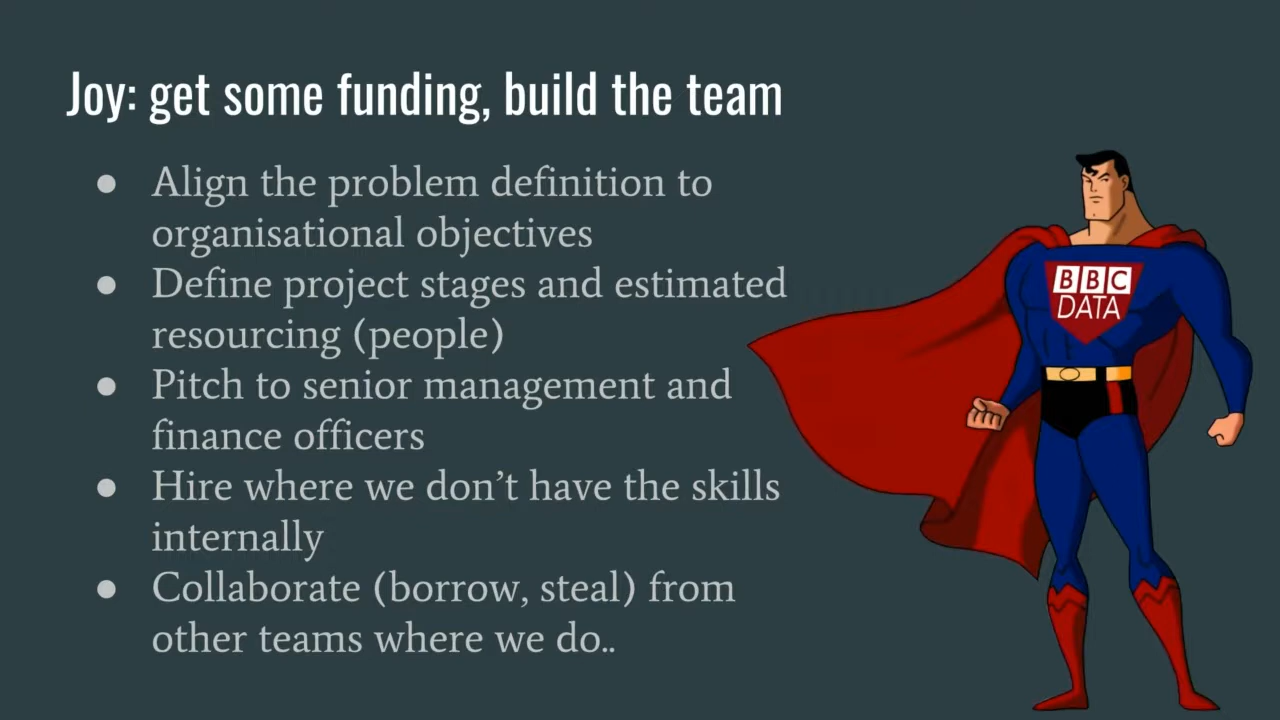 Joy: get some funding, build the team
● Align the problem definition to
organisational objectives
● Define project stages and estimated
resourcing (people)
● Pitch to senior management and
finance officers
● Hire where we don’t have the skills
internally
● Collaborate (borrow, steal) from
other teams where we do..
BBC
DATA